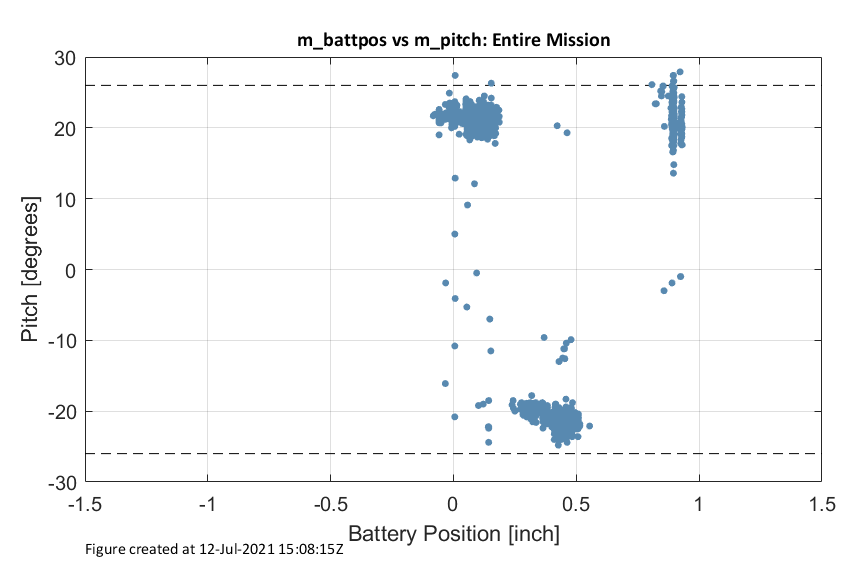 m_battpos vs m_pitch: Entire Mission
30
20
10
0
-10
-20
-30
Pitch [degrees]
-1.5 -1 -0.5 0 0.5 1 1.5
Battery Position [inch]
Figure created at 12-Jul-2021 15:08:15Z